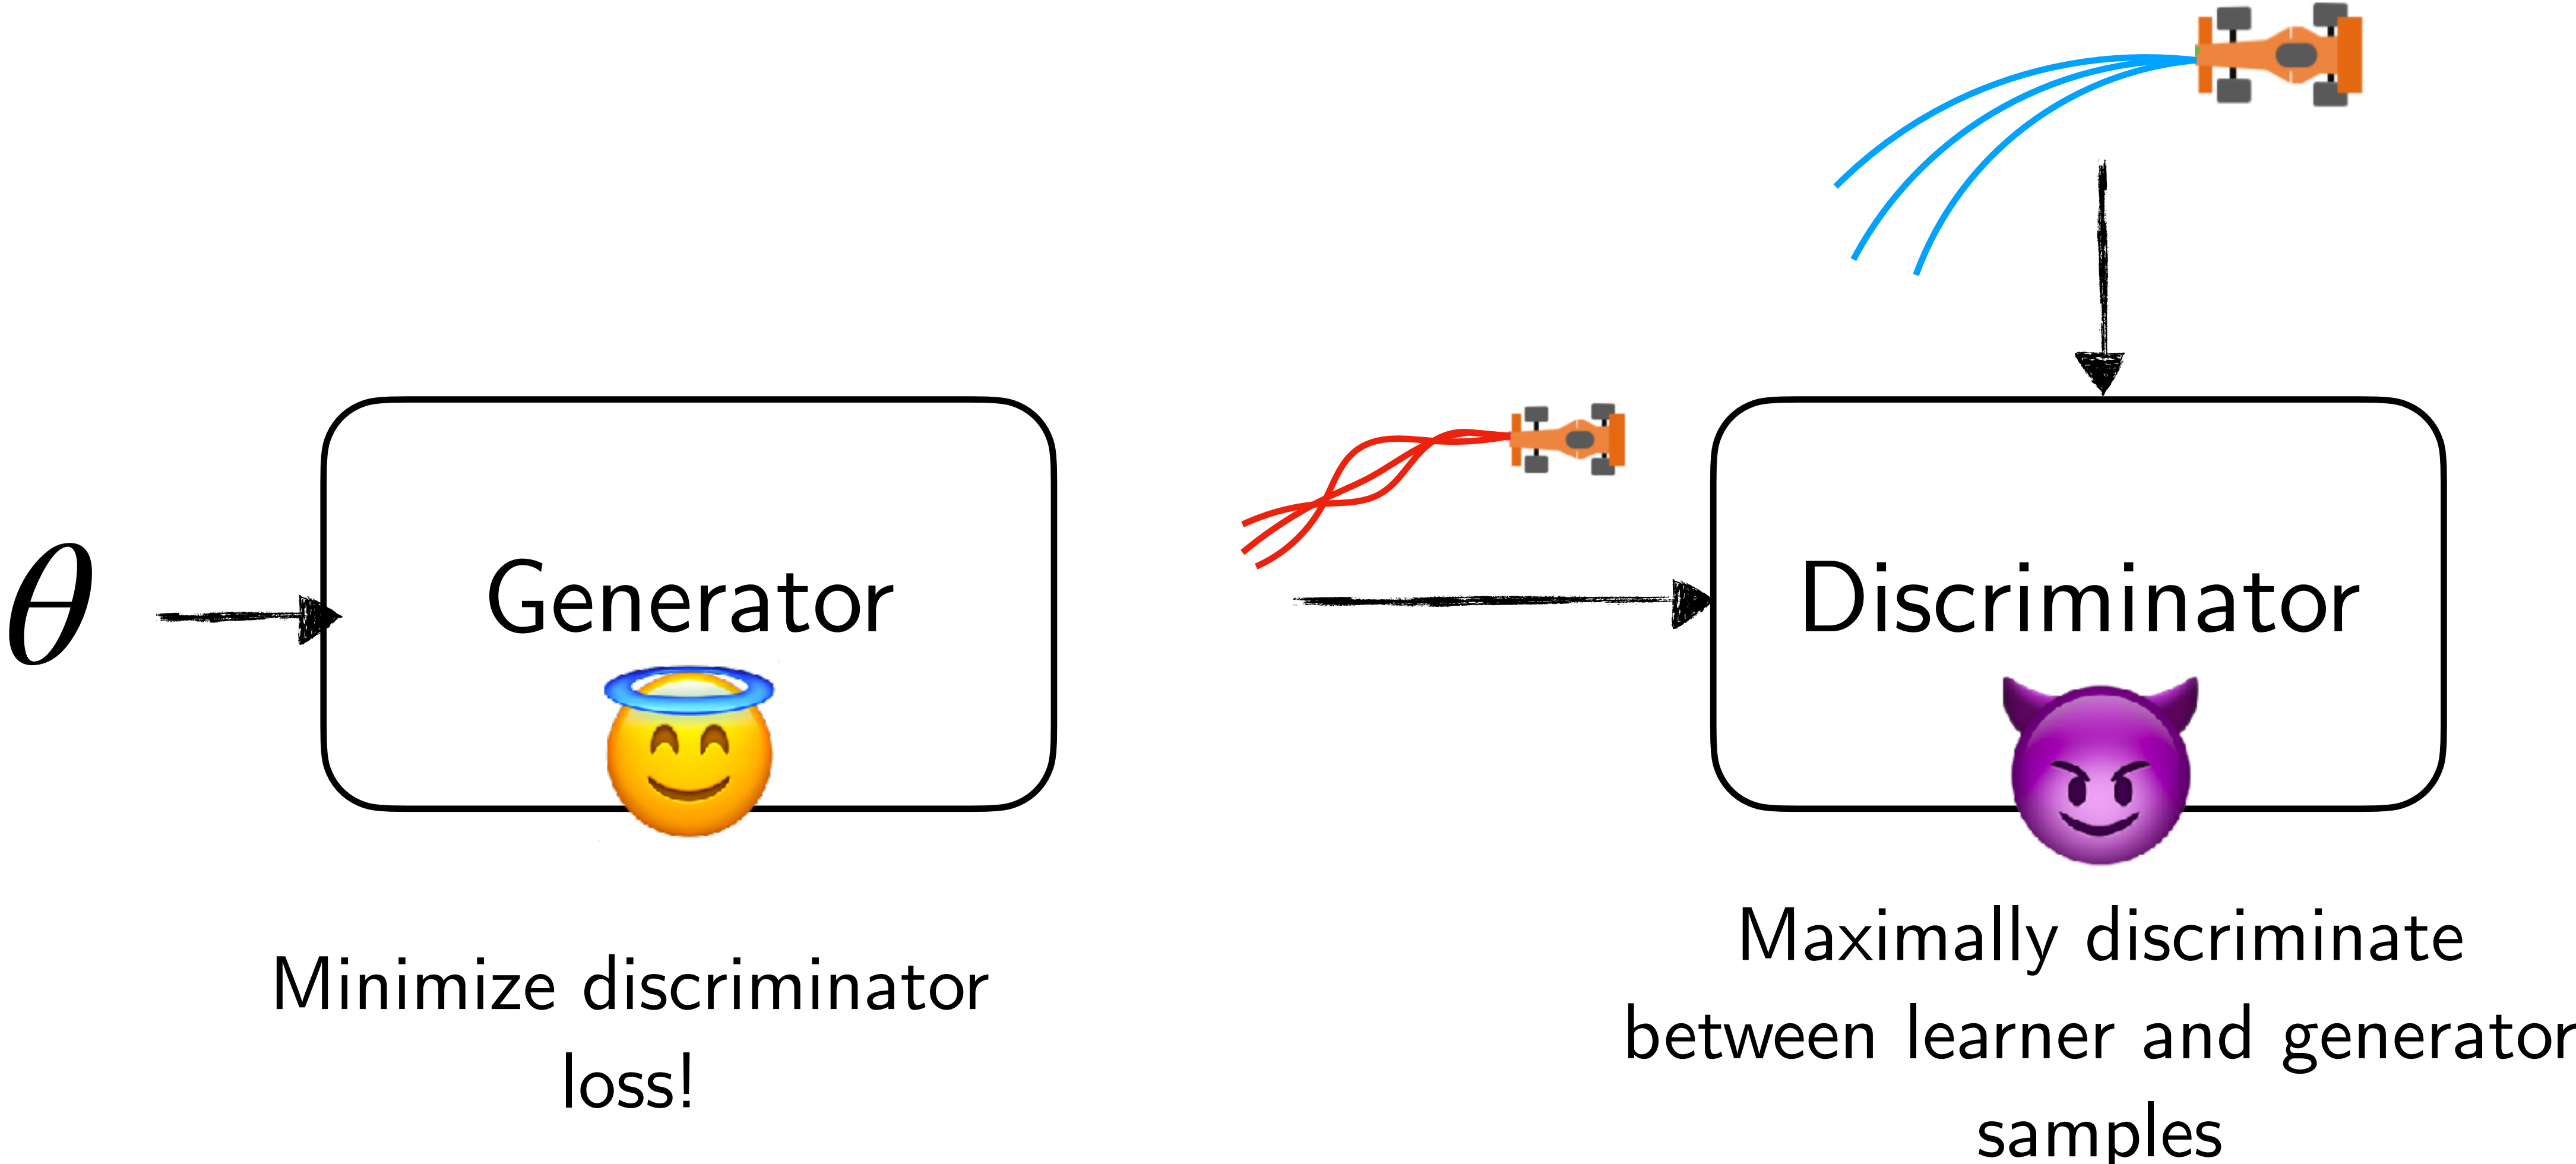 θ
Generator
Discriminator
Minimize discriminator
loss!
Maximally discriminate
between learner and generator
samples